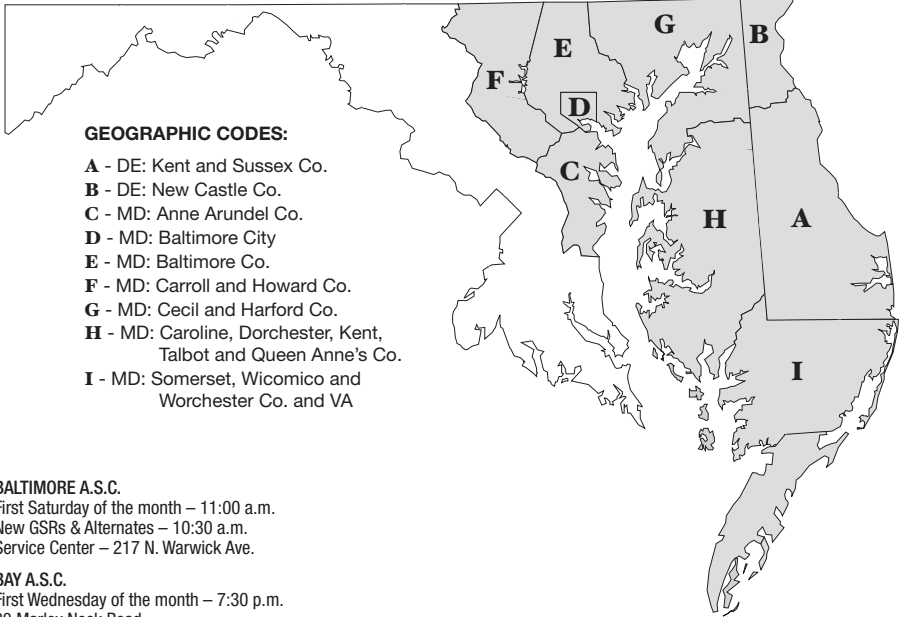 G
B
E
F
D
GEOGRAPHIC CODES:
A - DE: Kent and Sussex Co.
B - DE: New Castle Co.
C - MD: Anne Arundel Co.
D - MD: Baltimore City
E - MD: Baltimore Co.
F - MD: Carroll and Howard Co.
G - MD: Cecil and Harford Co.
H - MD: Caroline, Dorchester, Kent,
Talbot and Queen Anne's Co.
I - MD: Somerset, Wicomico and
Worchester Co. and VA
C
H
A
I
BALTIMORE A.S.C.
First Saturday of the month – 11:00 a.m.
New GSRs & Alternates – 10:30 a.m.
Service Center – 217 N. Warwick Ave.
BAY A.S.C.
First Wednesday of the month – 7:30 p.m.
Marley Neck Road